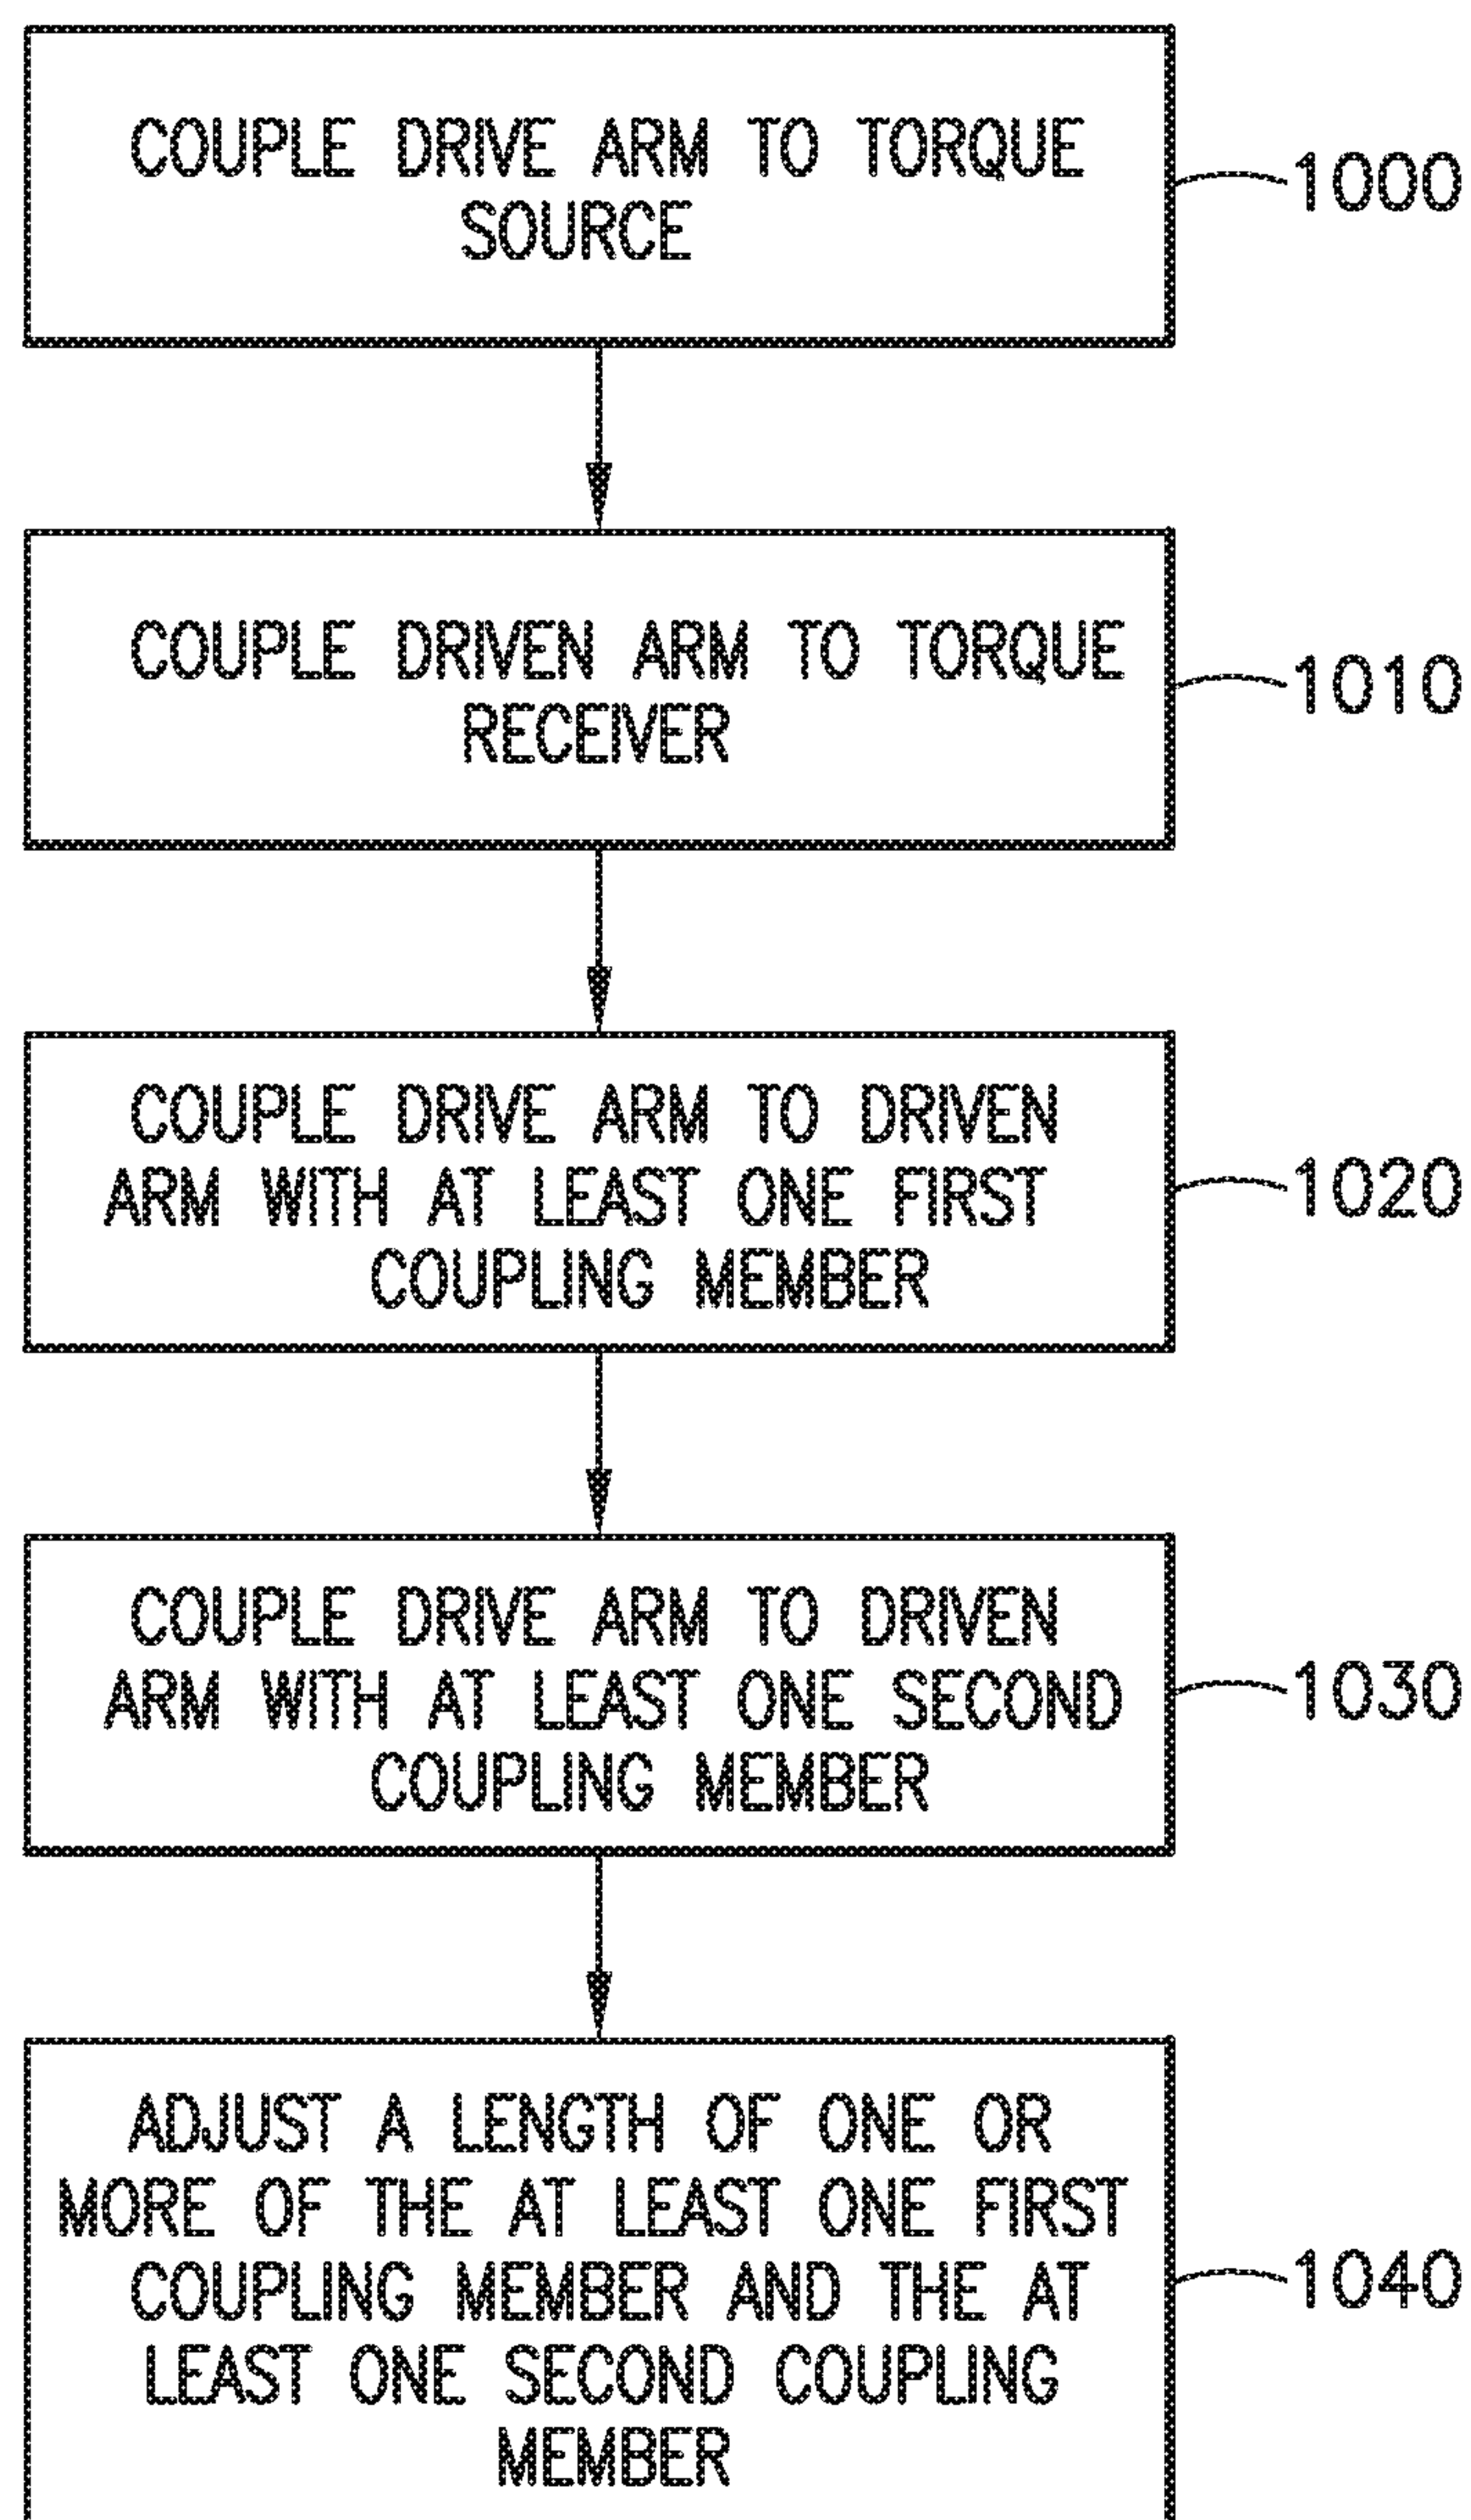 COUPLE DRIVE ARM TO TORQUE
SOURCE
1000
COUPLE DRIVEN ARM TO TORQUE
RECEIVER
1010
COUPLE DRIVE ARM TO DRIVEN
ARM WITH AT LEAST ONE FIRST
COUPLING MEMBER
1020
COUPLE DRIVE ARM TO DRIVEN
ARM WITH AT LEAST ONE SECOND
COUPLING MEMBER
1030
ADJUST A LENGTH OF ONE OR
MORE OF THE AT LEAST ONE FIRST
COUPLING MEMBER AND THE AT
LEAST ONE SECOND COUPLING
MEMBER
1040